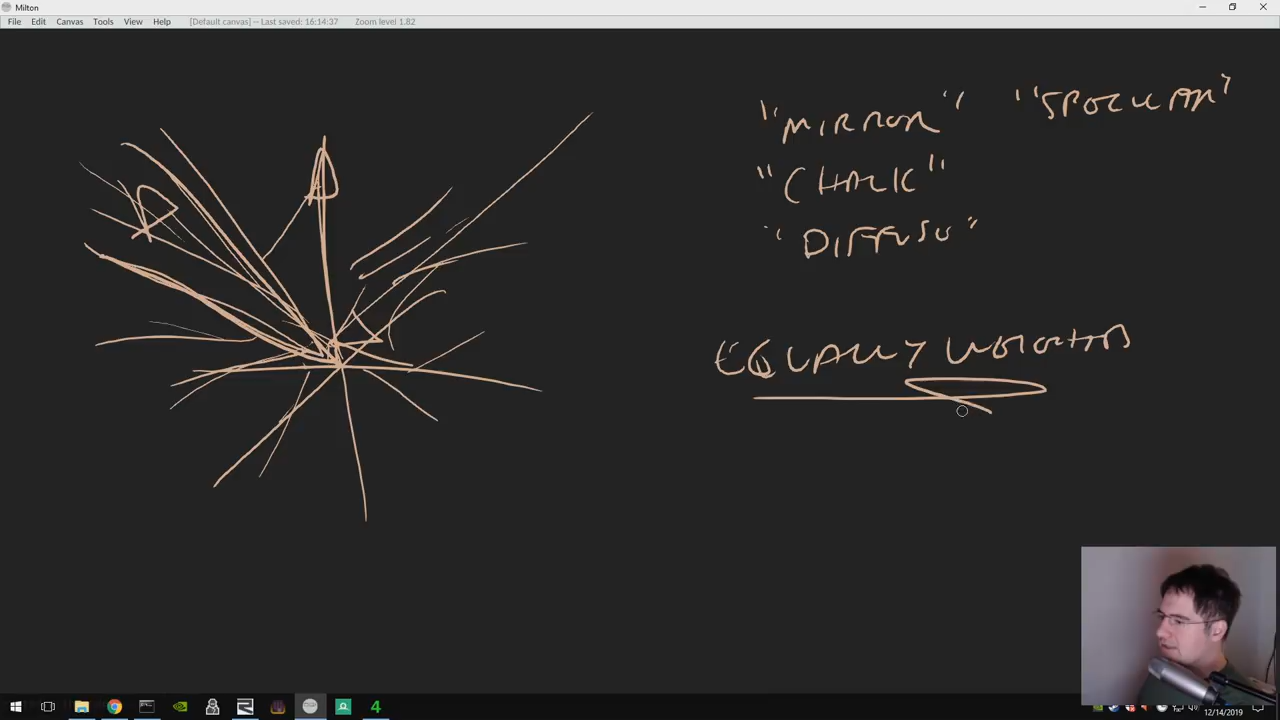 Milton
File Edit Canvas Tools View Help [Default canvas] — Last saved: 16:14:37 Zoom level 1.82
"MIRROR" "SPECULAR"
"CHALK"
"DIFFUSE"
EQUALLY WEIGHTED
4
12/14/2019